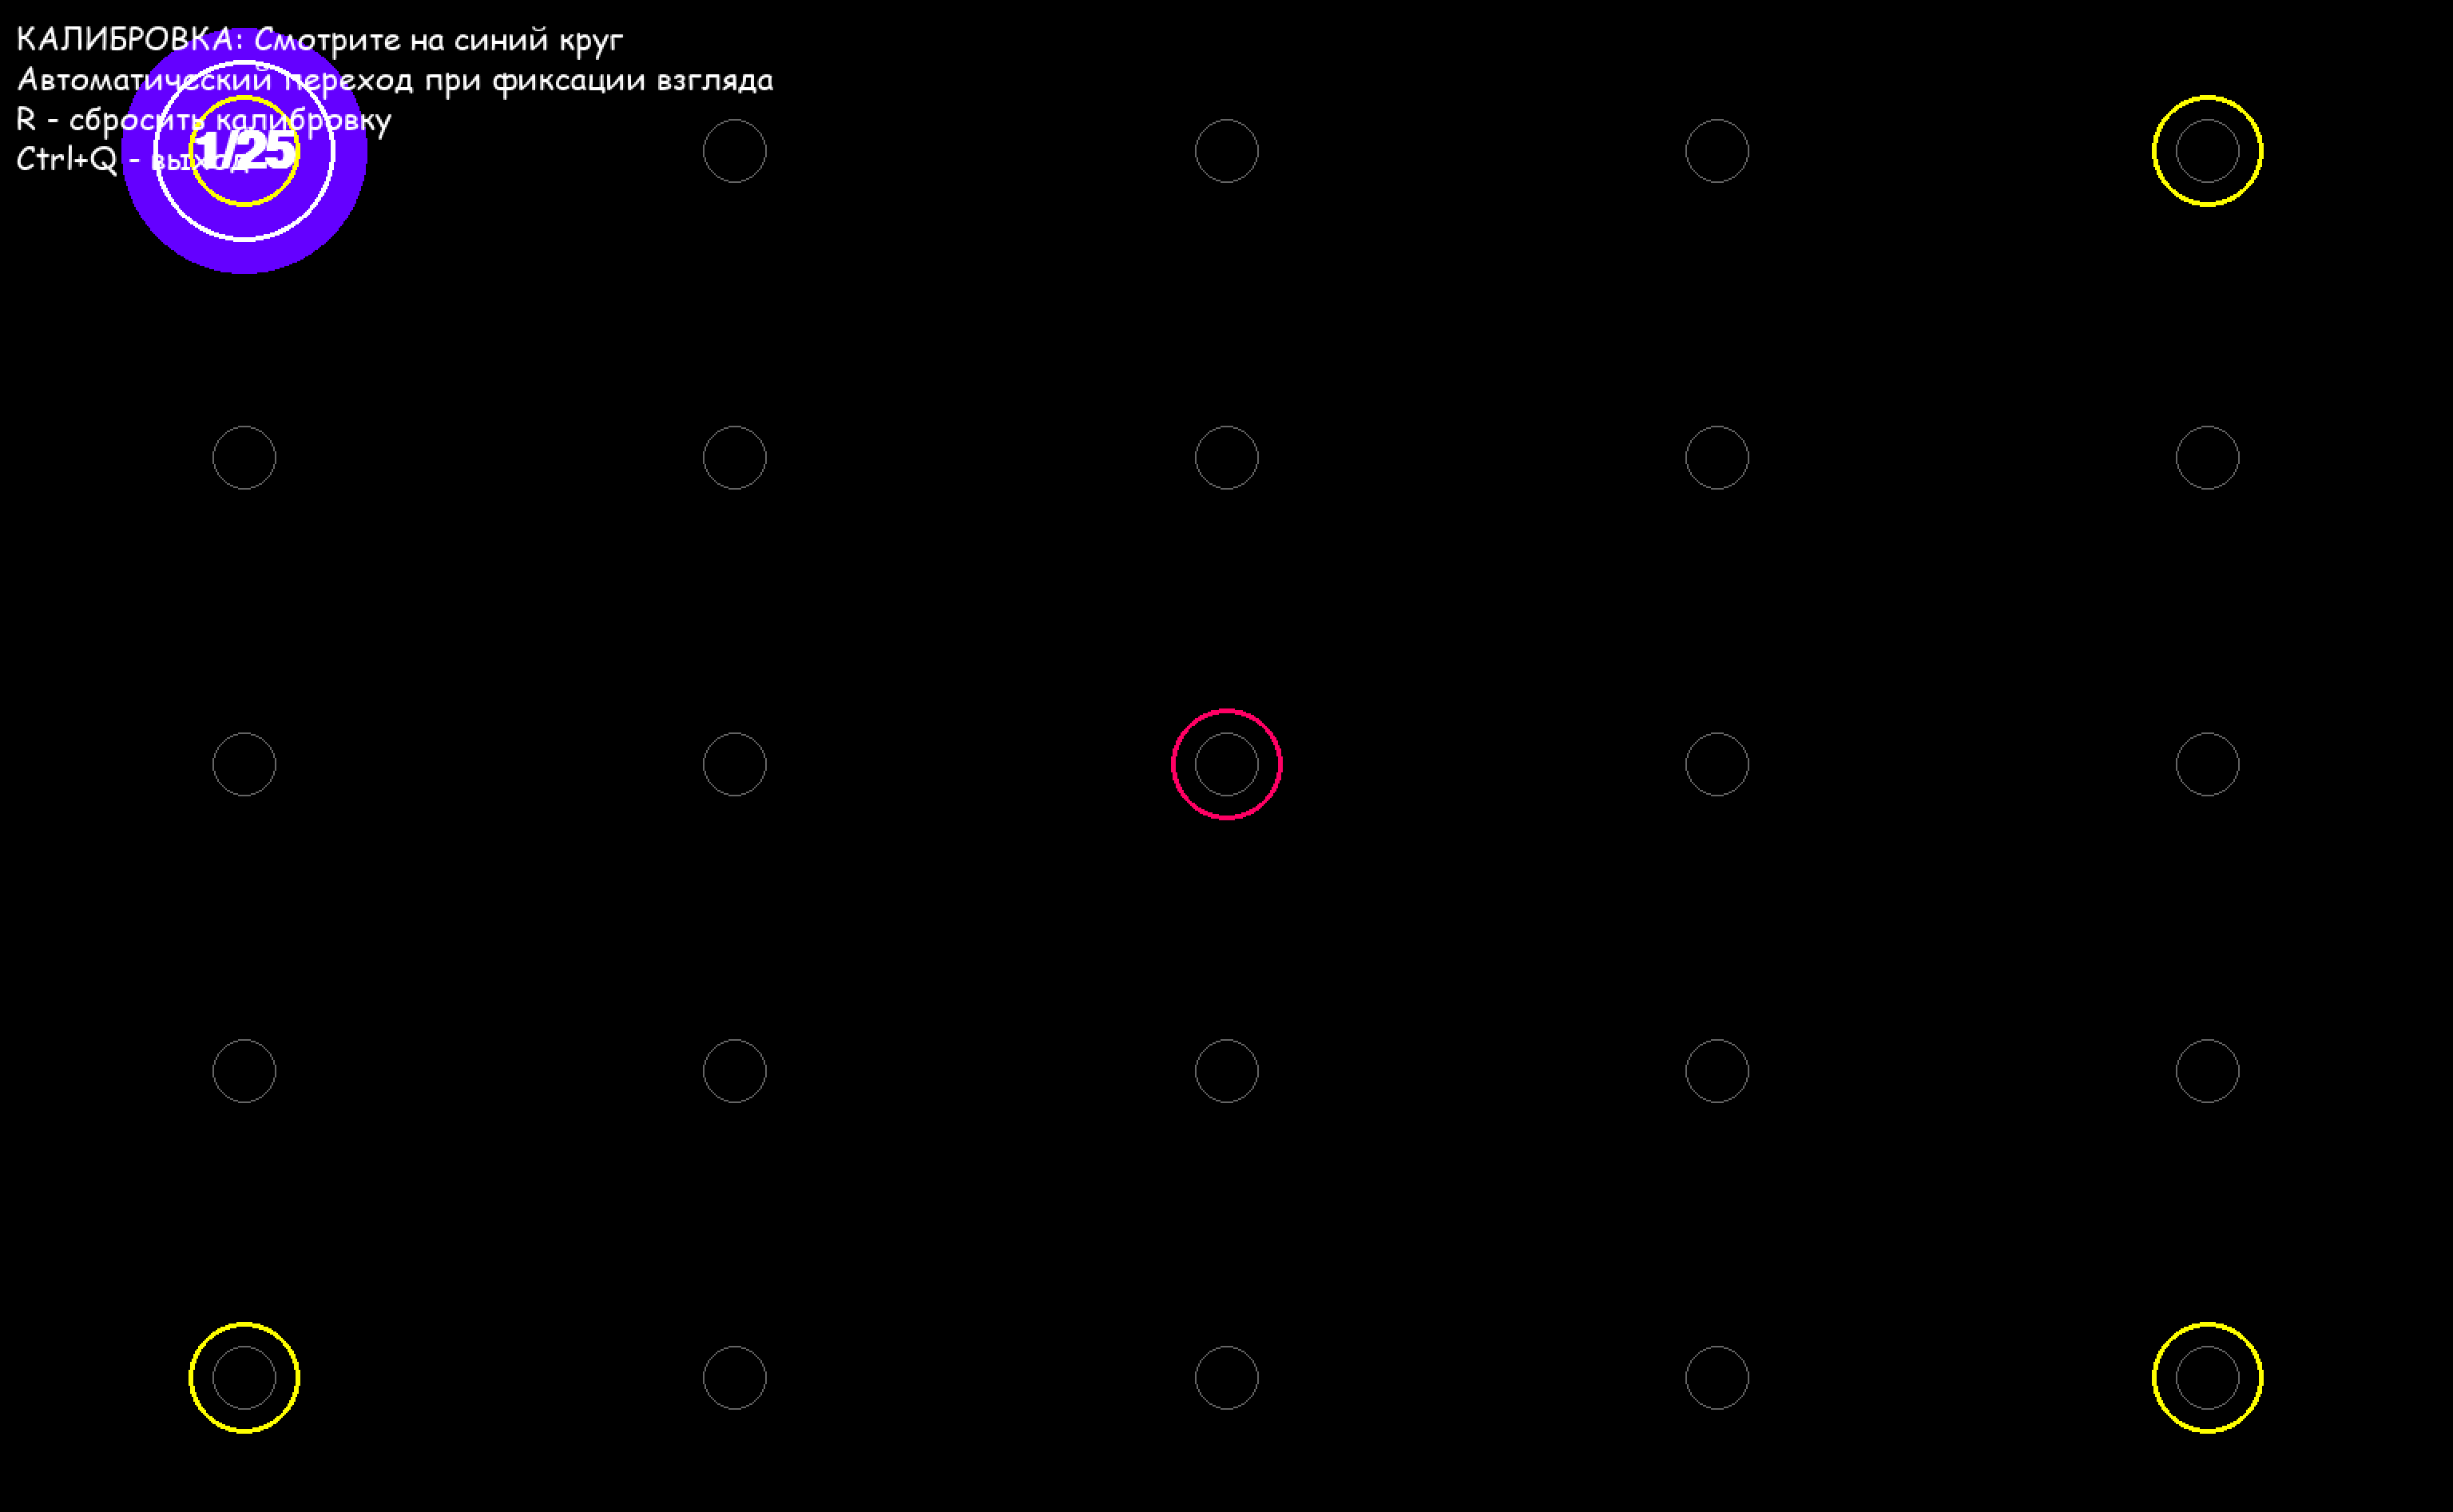 КАЛИБРОВКА: Смотрите на синий круг
Автоматический переход при фиксации взгляда
R - сбросить калибровку
Ctrl+Q - выход
1/25